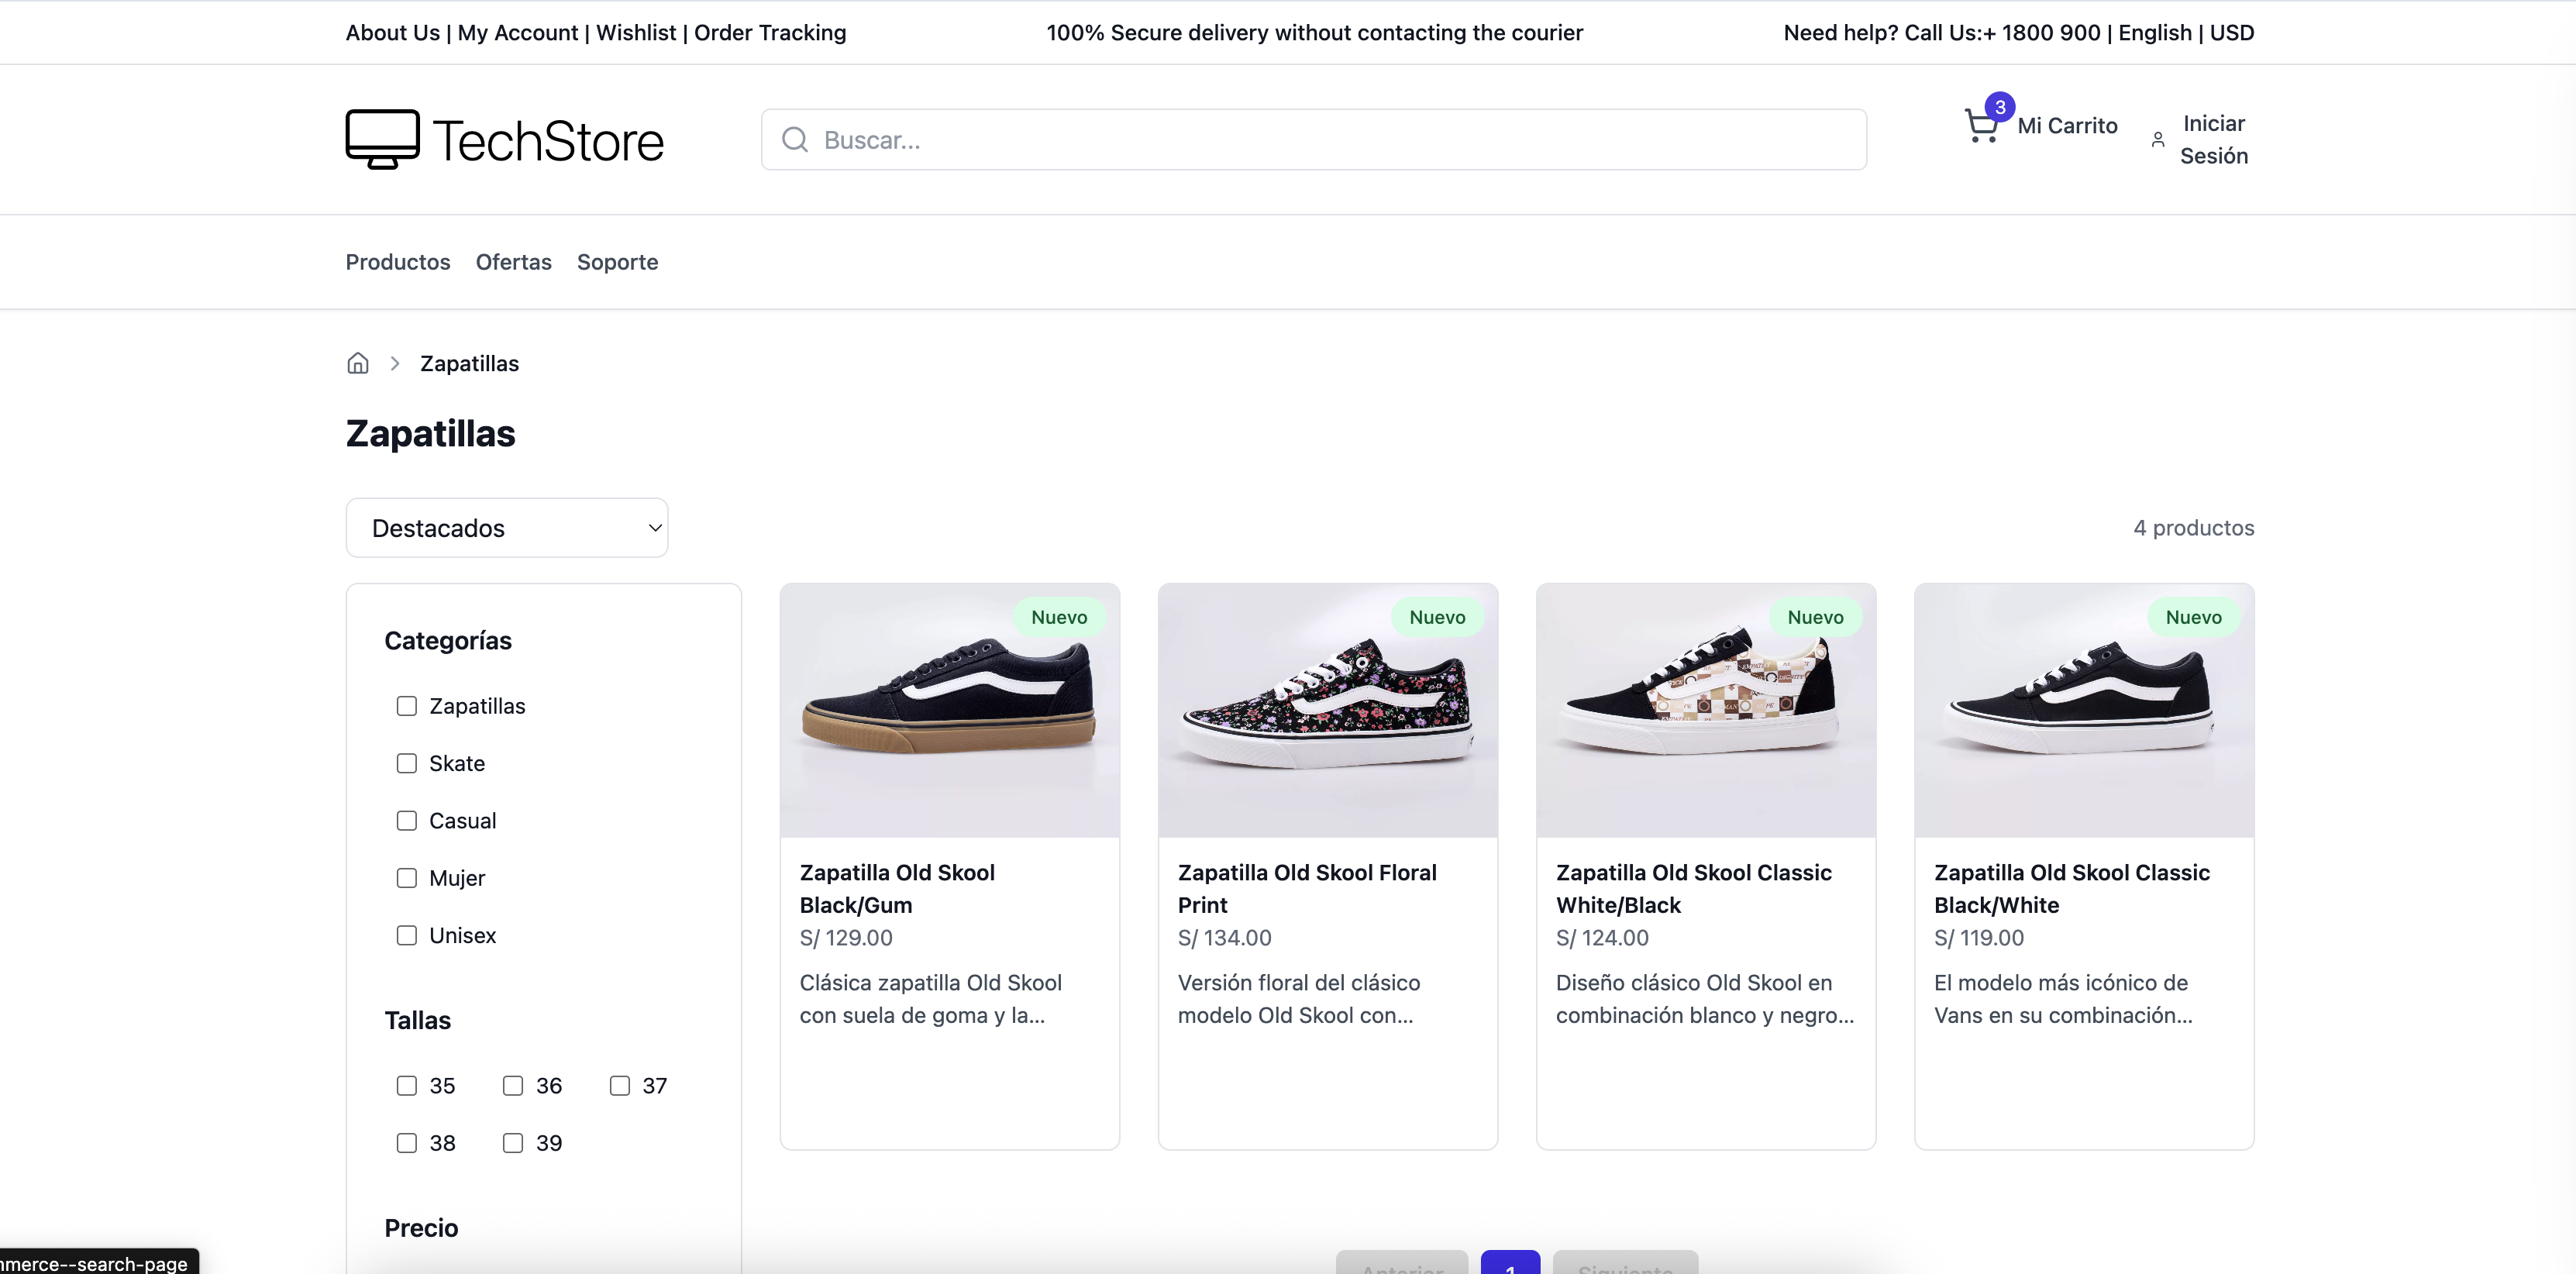 About Us | My Account | Wishlist | Order Tracking
100% Secure delivery without contacting the courier
Need help? Call Us:+ 1800 900 | English | USD
TechStore
Buscar...
3
Mi Carrito
Iniciar
Sesión
Productos
Ofertas
Soporte
Zapatillas
Zapatillas
Destacados
4 productos
Categorías
Zapatillas
Skate
Casual
Mujer
Unisex
Tallas
35
36
37
38
39
Precio
Nuevo
Zapatilla Old Skool
Black/Gum
S/ 129.00
Clásica zapatilla Old Skool
con suela de goma y la...
Nuevo
Zapatilla Old Skool Floral
Print
S/ 134.00
Versión floral del clásico
modelo Old Skool con...
Nuevo
Zapatilla Old Skool Classic
White/Black
S/ 124.00
Diseño clásico Old Skool en
combinación blanco y negro...
Nuevo
Zapatilla Old Skool Classic
Black/White
S/ 119.00
El modelo más icónico de
Vans en su combinación...
Anterior
1
Siguiente
mmerce--search-page